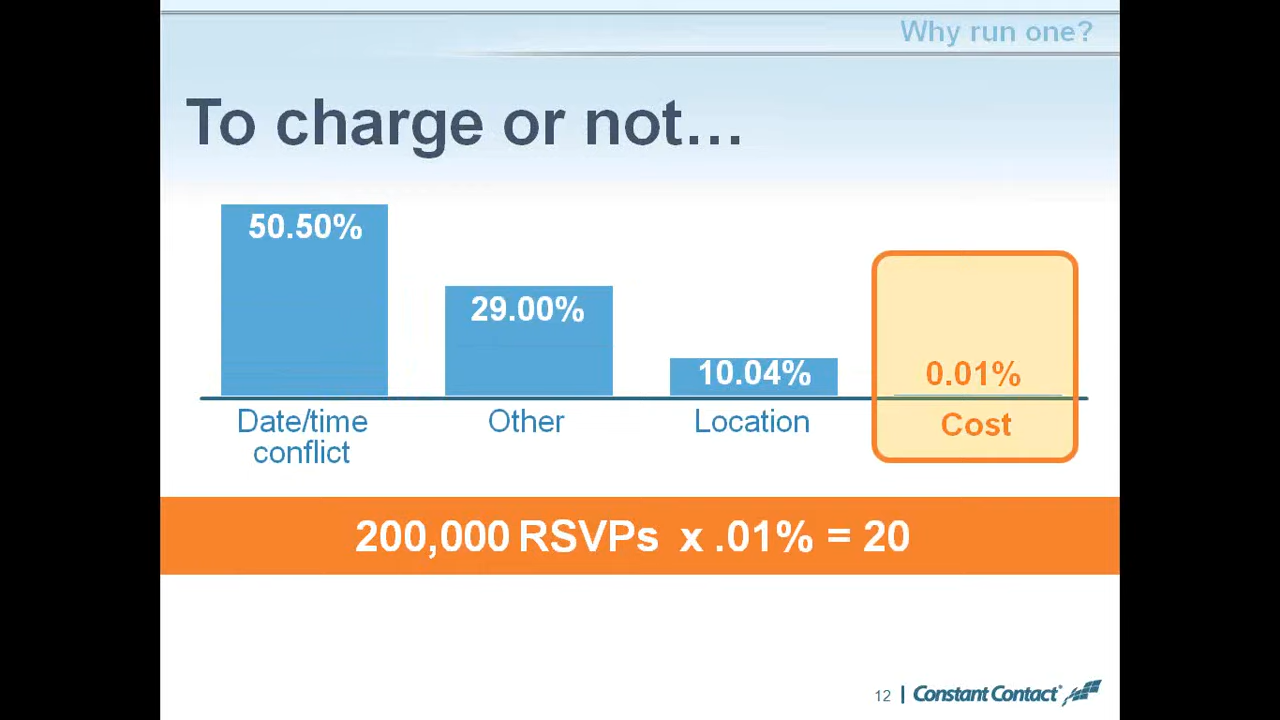 Why run one?
To charge or not...
50.50%
29.00%
10.04%
0.01%
Date/time
conflict
Other
Location
Cost
200,000 RSVPs x .01% = 20
12 | Constant Contact®